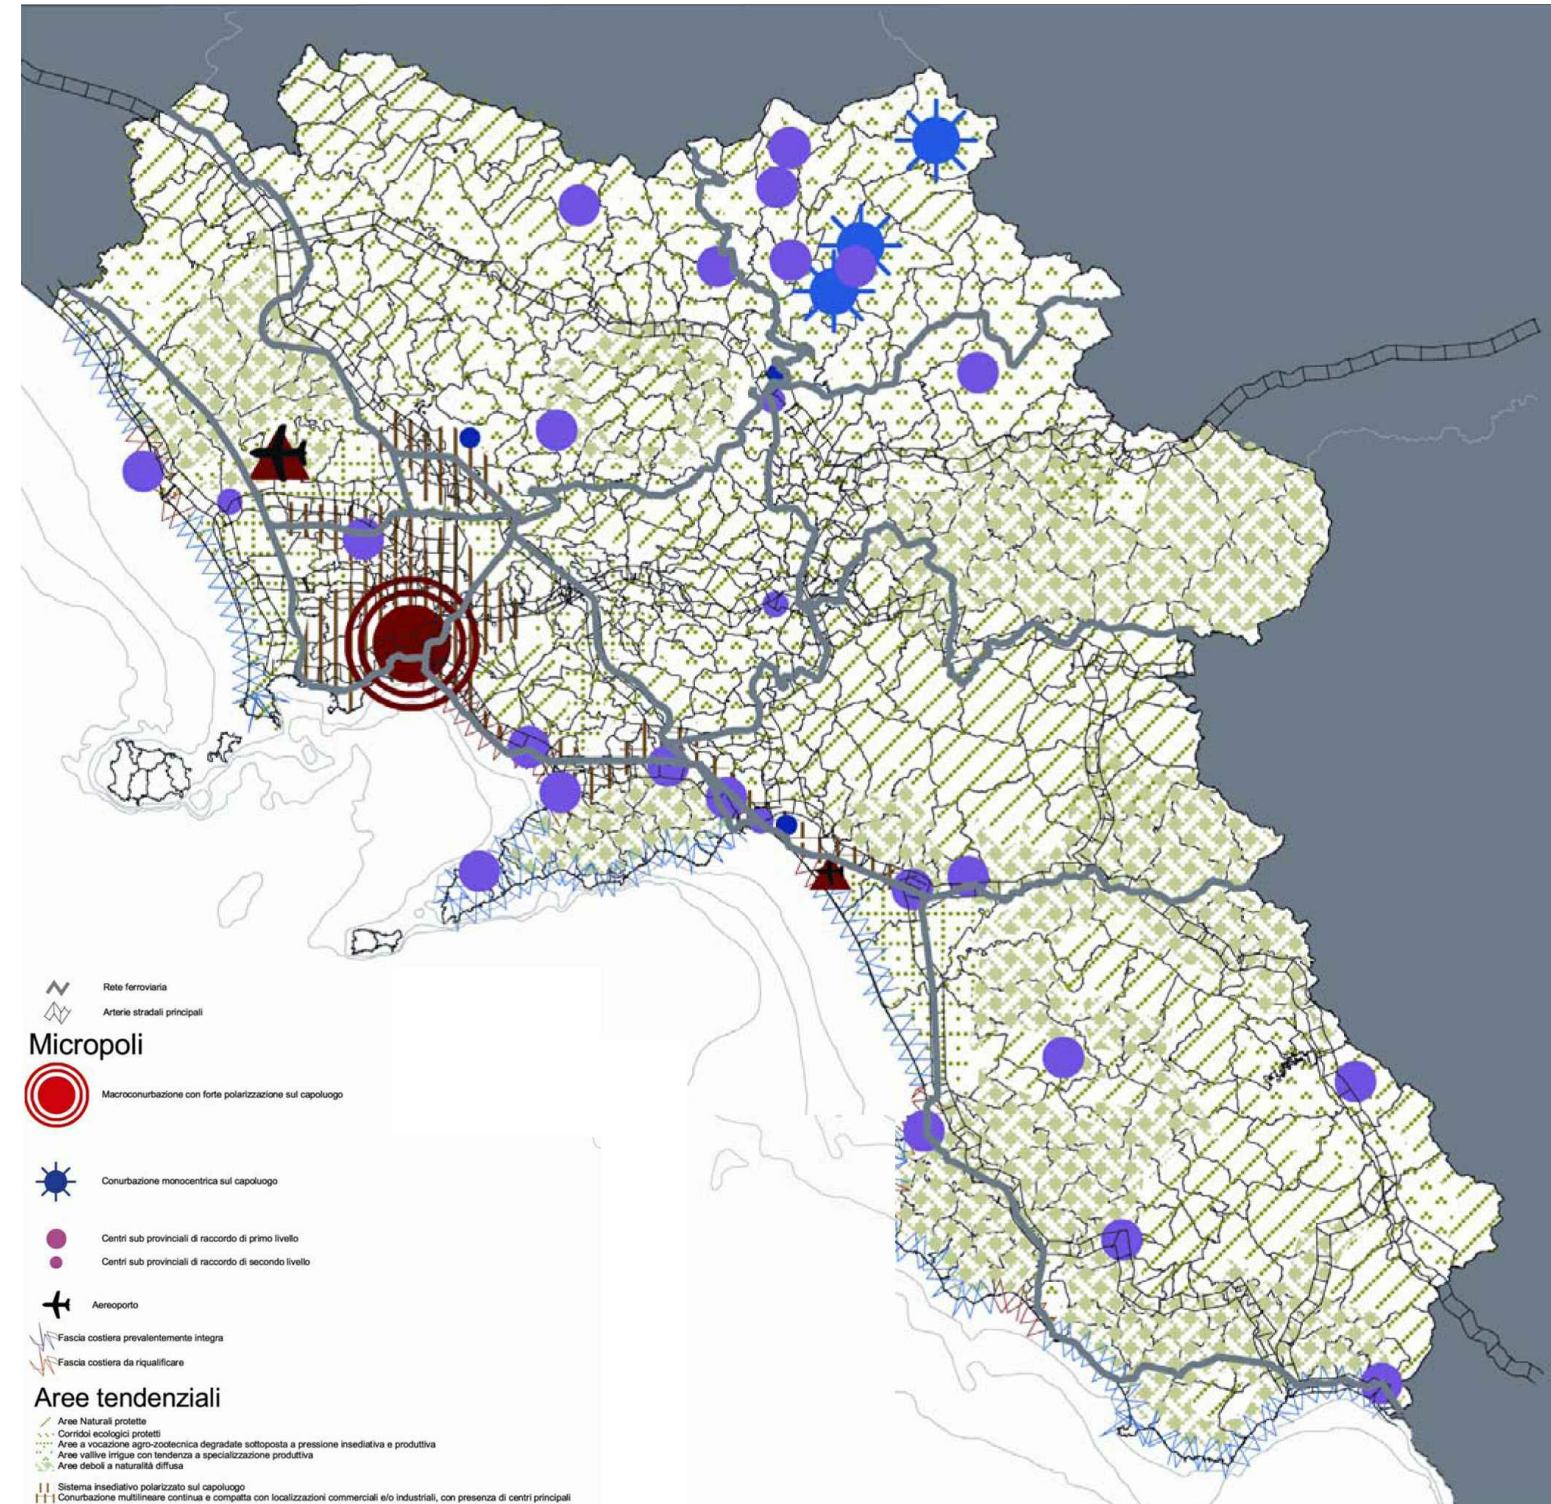 Rete ferroviaria
Arterie stradali principali
Micropoli
Macroconurbazione con forte polarizzazione sul capoluogo
Conurbazione monocentrica sul capoluogo
Centri sub provinciali di raccordo di primo livello
Centri sub provinciali di raccordo di secondo livello
Aereoporto
Fascia costiera prevalentemente integra
Fascia costiera da riqualificare
Aree tendenziali
Aree Naturali protette
Corridoi ecologici protetti
Aree a vocazione agro-zootecnica degradate sottoposta a pressione insediativa e produttiva
Aree vallive irrigue con tendenza a specializzazione produttiva
Aree deboli a naturalità diffusa
Sistema insediativo polarizzato sul capoluogo
Conurbazione multilineare continua e compatta con localizzazioni commerciali e/o industriali, con presenza di centri principali